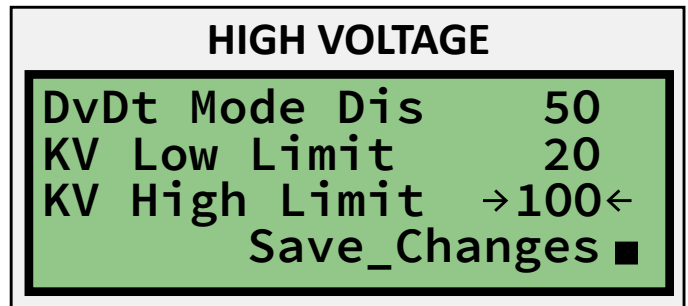 HIGH VOLTAGE
DvDt Mode Dis 50
KV Low Limit 20
KV High Limit →100←
Save_Changes ■